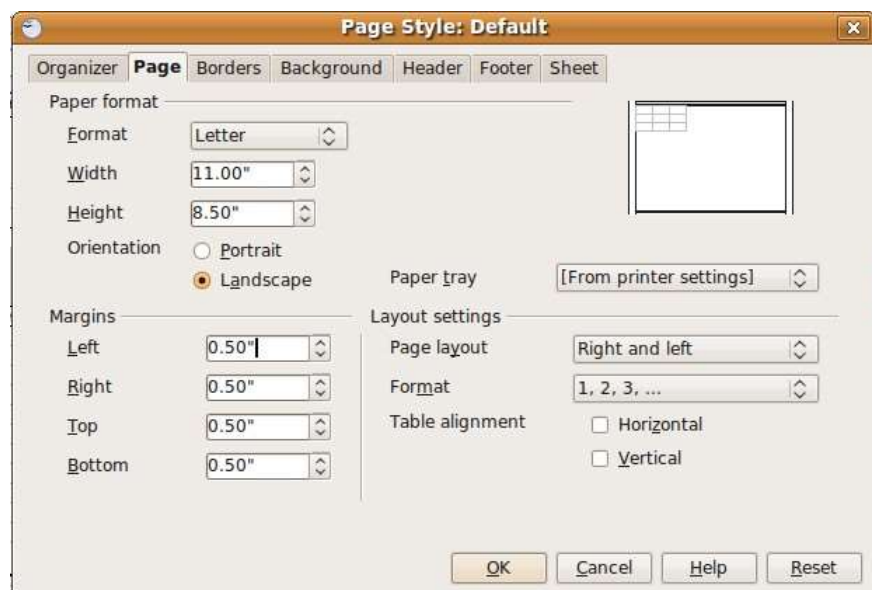 Page Style: Default
Organizer Page Borders Background Header Footer Sheet
Paper format
Format Letter
Width 11.00"
Height 8.50"
Orientation Portrait
Landscape
Paper tray [From printer settings]
Margins
Left 0.50"
Right 0.50"
Top 0.50"
Bottom 0.50"
Layout settings
Page layout Right and left
Format 1, 2, 3, ...
Table alignment Horizontal
Vertical
OK Cancel Help Reset